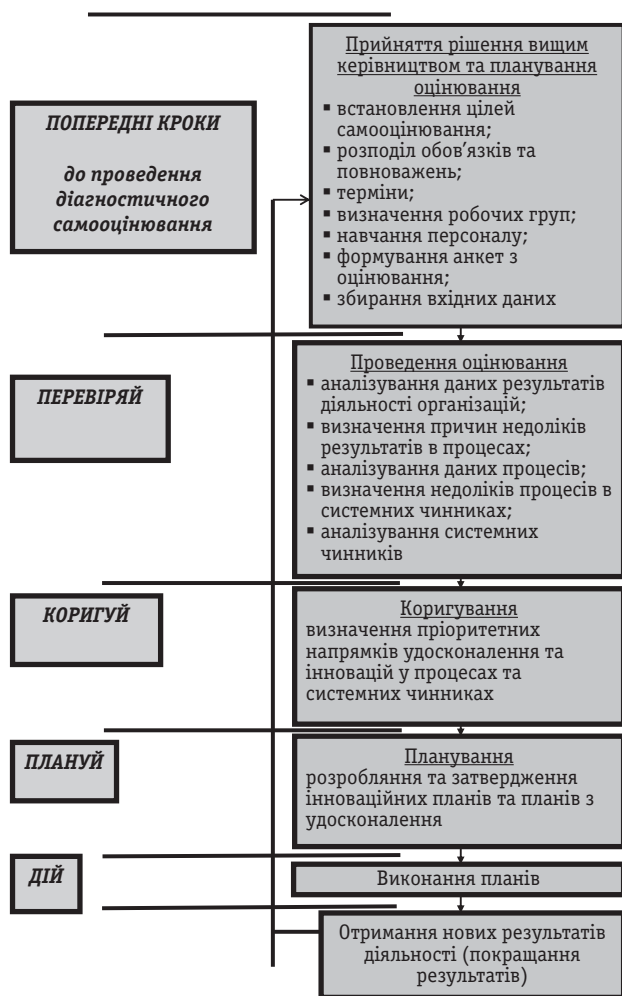 ПОПЕРЕДНІ КРОКИ
до проведення
діагностичного
самооцінювання
Прийняття рішення вищим
керівництвом та планування
оцінювання
▪ встановлення цілей
самооцінювання;
▪ розподіл обов’язків та
повноважень;
▪ терміни;
▪ визначення робочих груп;
▪ навчання персоналу;
▪ формування анкет з
оцінювання;
▪ збирання вхідних даних
ПЕРЕВІРЯЙ
Проведення оцінювання
▪ аналізування даних результатів
діяльності організацій;
▪ визначення причин недоліків
результатів в процесах;
▪ аналізування даних процесів;
▪ визначення недоліків процесів в
системних чинниках;
▪ аналізування системних
чинників
КОРИГУЙ
Коригування
визначення пріоритетних
напрямків удосконалення та
інновацій у процесах та
системних чинниках
ПЛАНУЙ
Планування
розробляння та затвердження
інноваційних планів та планів з
удосконалення
ДІЙ
Виконання планів
Отримання нових результатів
діяльності (покращання
результатів)